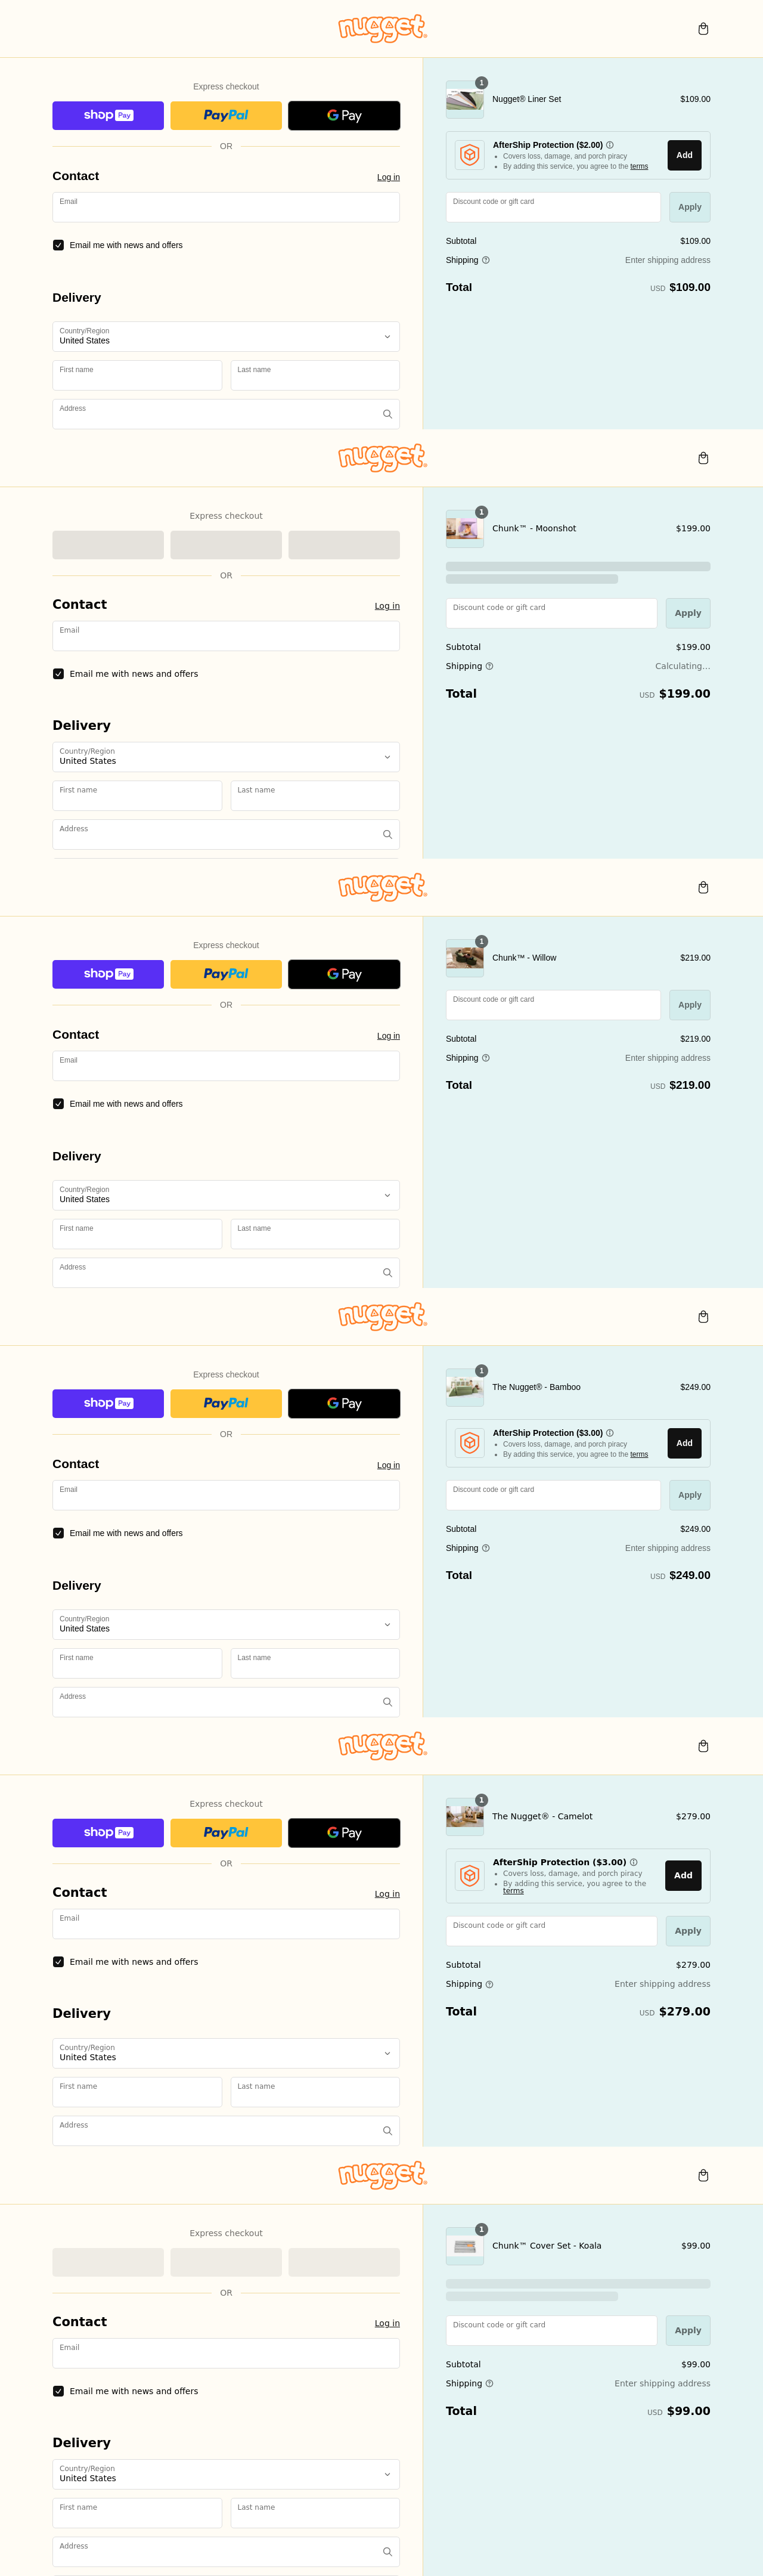 nugget
Express checkout
shop Pay
PayPal
G Pay
OR
Contact
Log in
Email
Email me with news and offers
Delivery
Country/Region
United States
First name
Last name
Address
1
Nugget® Liner Set
$109.00
AfterShip Protection ($2.00)
Covers loss, damage, and porch piracy
By adding this service, you agree to the terms
Add
Discount code or gift card
Apply
Subtotal
$109.00
Shipping
Enter shipping address
Total
USD $109.00
nugget
Express checkout
OR
Contact
Log in
Email
Email me with news and offers
Delivery
Country/Region
United States
First name
Last name
Address
1
Chunk™ - Moonshot
$199.00
Discount code or gift card
Apply
Subtotal
$199.00
Shipping
Calculating...
Total
USD $199.00
nugget
Express checkout
shop Pay
PayPal
G Pay
OR
Contact
Log in
Email
Email me with news and offers
Delivery
Country/Region
United States
First name
Last name
Address
1
Chunk™ - Willow
$219.00
Discount code or gift card
Apply
Subtotal
$219.00
Shipping
Enter shipping address
Total
USD $219.00
nugget
Express checkout
shop Pay
PayPal
G Pay
OR
Contact
Log in
Email
Email me with news and offers
Delivery
Country/Region
United States
First name
Last name
Address
1
The Nugget® - Bamboo
$249.00
AfterShip Protection ($3.00)
Covers loss, damage, and porch piracy
By adding this service, you agree to the terms
Add
Discount code or gift card
Apply
Subtotal
$249.00
Shipping
Enter shipping address
Total
USD $249.00
nugget
Express checkout
shop Pay
PayPal
G Pay
OR
Contact
Log in
Email
Email me with news and offers
Delivery
Country/Region
United States
First name
Last name
Address
1
The Nugget® - Camelot
$279.00
AfterShip Protection ($3.00)
Covers loss, damage, and porch piracy
By adding this service, you agree to the
terms
Add
Discount code or gift card
Apply
Subtotal
$279.00
Shipping
Enter shipping address
Total
USD $279.00
nugget
Express checkout
OR
Contact
Log in
Email
Email me with news and offers
Delivery
Country/Region
United States
First name
Last name
Address
1
Chunk™ Cover Set - Koala
$99.00
Discount code or gift card
Apply
Subtotal
$99.00
Shipping
Enter shipping address
Total
USD $99.00